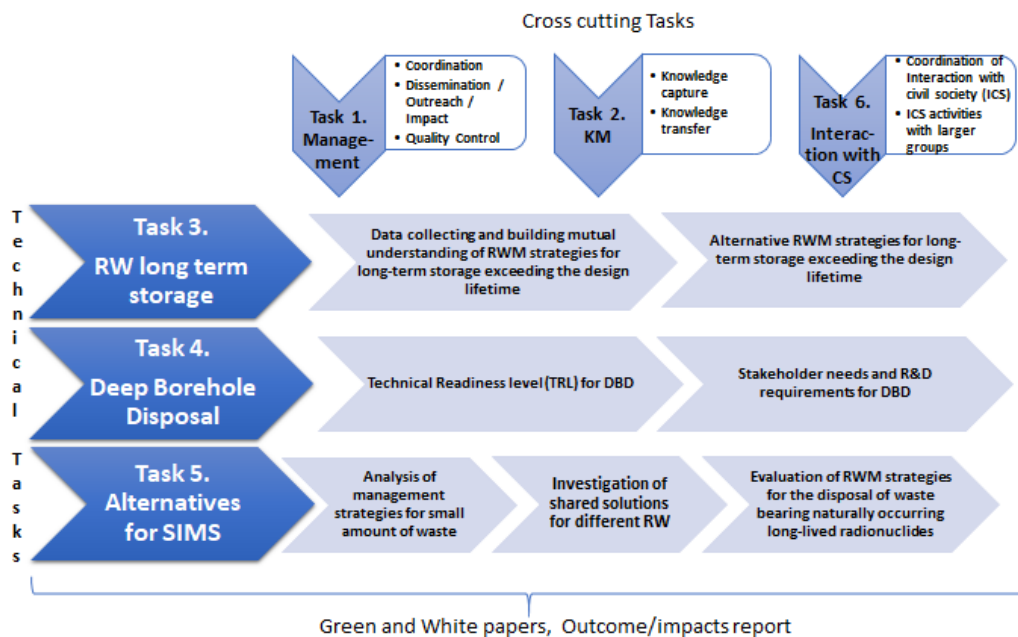 Cross cutting Tasks
Task 1.
Manage-
ment
• Coordination
• Dissemination /
Outreach /
Impact
• Quality Control
Task 2.
KM
• Knowledge
capture
• Knowledge
transfer
Task 6.
Interac-
tion with
CS
• Coordination of
Interaction with
civil society (ICS)
• ICS activities
with larger
groups
Technical Tasks
Task 3.
RW long term
storage
Data collecting and building mutual
understanding of RWM strategies for
long-term storage exceeding the design
lifetime
Alternative RWM strategies for long-
term storage exceeding the design
lifetime
Task 4.
Deep Borehole
Disposal
Technical Readiness level (TRL) for DBD
Stakeholder needs and R&D
requirements for DBD
Task 5.
Alternatives
for SIMS
Analysis of
management
strategies for small
amount of waste
Investigation of
shared solutions
for different RW
Evaluation of RWM strategies
for the disposal of waste
bearing naturally occurring
long-lived radionuclides
Green and White papers, Outcome/impacts report